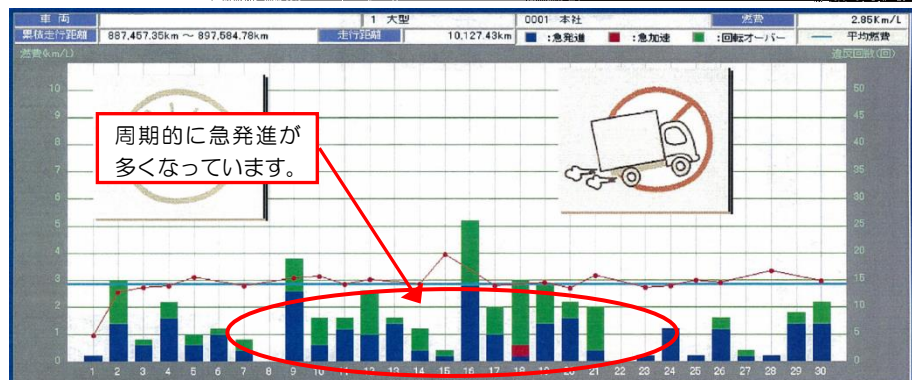 車両 1 大型 0001 本社 燃費 2.85Km/L
累積走行距離 887,457.35km ～ 897,584.78km 走行距離 10,127.43km :急発進 :急加速 :回転オーバー 平均燃費
燃費(km/L) 違反回数(回)
10 50
9 45
8 40
7 35
6 30
5 25
4 20
3 15
2 10
1 5
0 0
周期的に急発進が
多くなっています。
1 2 3 4 5 6 7 8 9 10 11 12 13 14 15 16 17 18 19 20 21 22 23 24 25 26 27 28 29 30